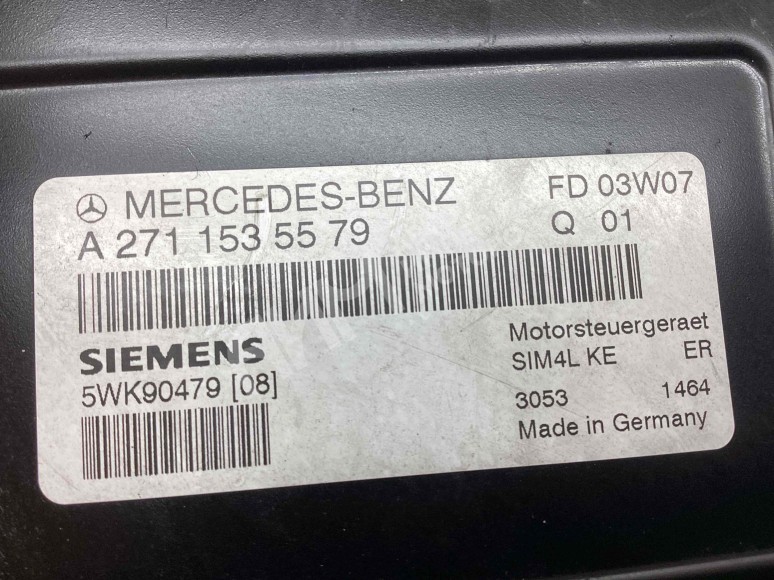 MERCEDES-BENZ FD 03W07
A 271 153 55 79 Q 01
SIEMENS
5WK90479 [08]
Motorsteuergeraet
SIM4L KE ER
3053 1464
Made in Germany